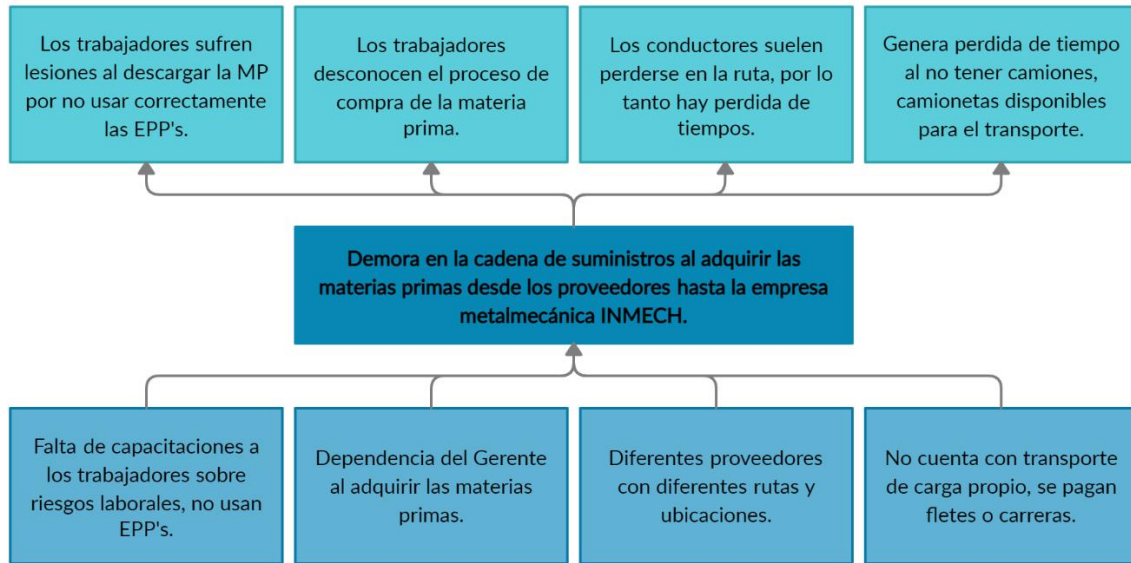 Los trabajadores sufren
lesiones al descargar la MP
por no usar correctamente
las EPP's.
Los trabajadores
desconocen el proceso de
compra de la materia
prima.
Los conductores suelen
perderse en la ruta, por lo
tanto hay perdida de
tiempos.
Genera perdida de tiempo
al no tener camiones,
camionetas disponibles
para el transporte.
Demora en la cadena de suministros al adquirir las
materias primas desde los proveedores hasta la empresa
metalmecánica INMECH.
Falta de capacitaciones a
los trabajadores sobre
riesgos laborales, no usan
EPP's.
Dependencia del Gerente
al adquirir las materias
primas.
Diferentes proveedores
con diferentes rutas y
ubicaciones.
No cuenta con transporte
de carga propio, se pagan
fletes o carreras.